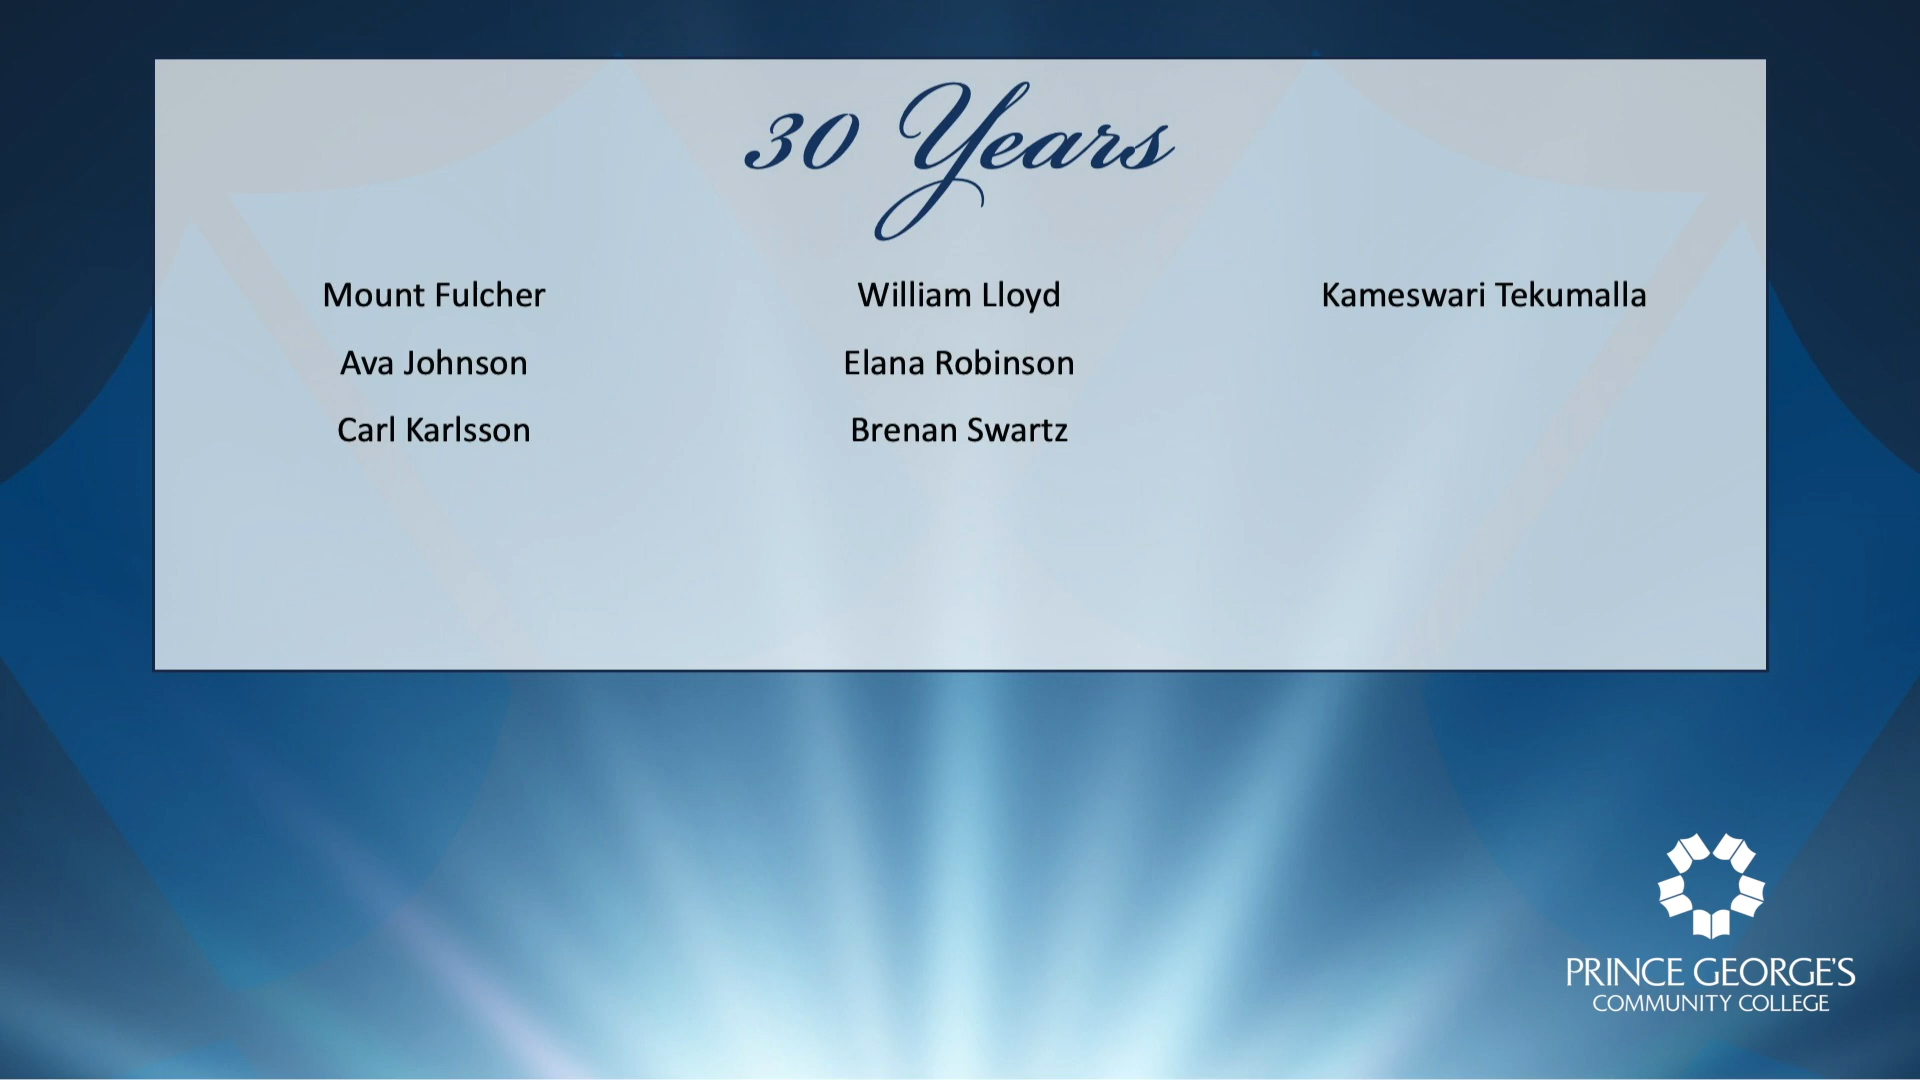 30 Years
Mount Fulcher
Ava Johnson
Carl Karlsson
William Lloyd
Elana Robinson
Brenan Swartz
Kameswari Tekumalla
PRINCE GEORGE'S
COMMUNITY COLLEGE